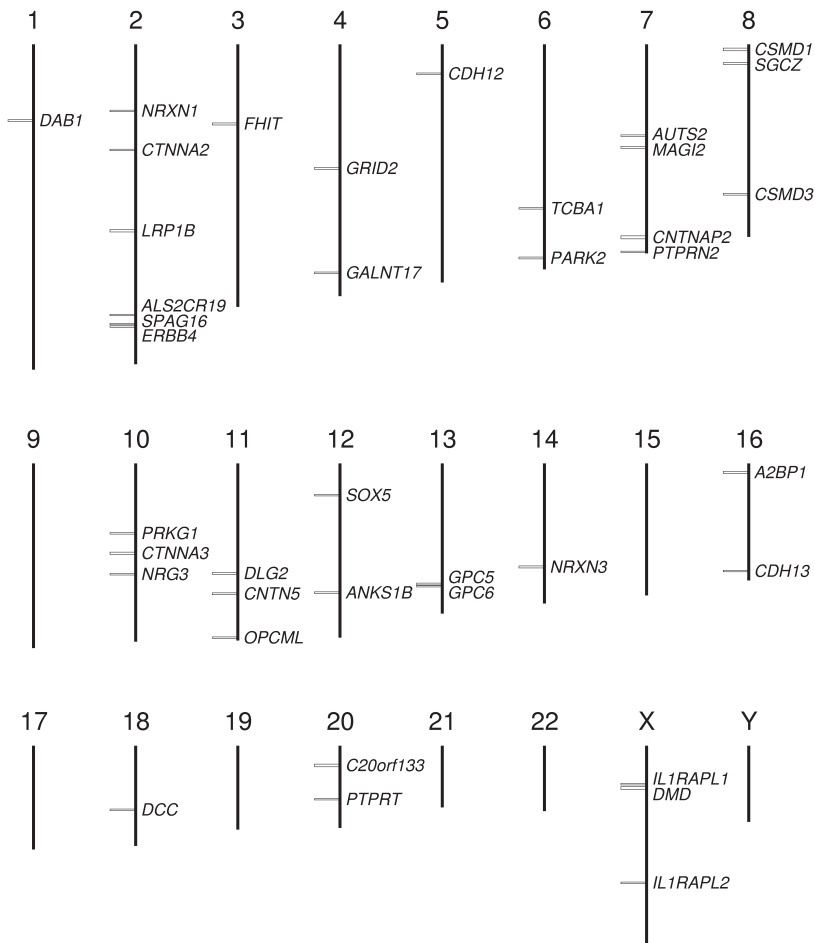 1 2 3 4 5 6 7 8
CSMD1
SGCZ
CDH12
NRXN1
DAB1
FHIT
AUTS2
CTNNA2
MAGI2
GRID2
CSMD3
TCBA1
LRP1B
CNTNAP2
PTPRN2
PARK2
GALNT17
ALS2CR19
SPAG16
ERBB4
9 10 11 12 13 14 15 16
A2BP1
SOX5
PRKG1
CTNNA3
NRXN3
CDH13
NRG3
DLG2
GPC5
CNTN5
ANKS1B
GPC6
OPCML
17 18 19 20 21 22 X Y
C20orf133
IL1RAPL1
DMD
PTPRT
DCC
IL1RAPL2